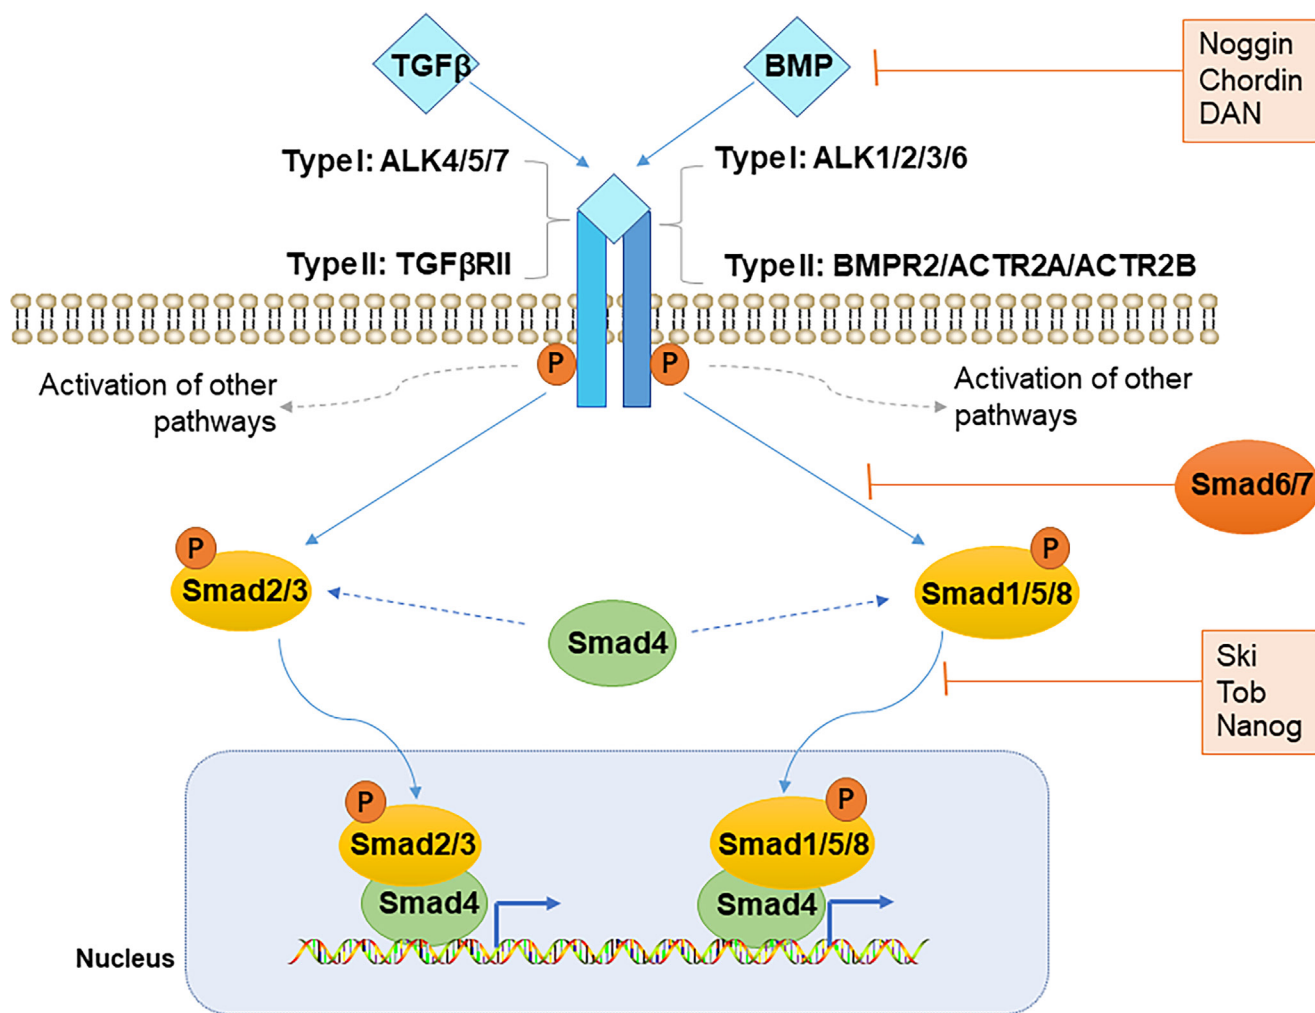 TGFβ
BMP
Noggin
Chordin
DAN
Type I: ALK4/5/7
Type I: ALK1/2/3/6
Type II: TGFβRII
Type II: BMPR2/ACTR2A/ACTR2B
P
P
Activation of other
pathways
Activation of other
pathways
Smad6/7
P
Smad2/3
P
Smad1/5/8
Smad4
Ski
Tob
Nanog
P
Smad2/3
Smad4
P
Smad1/5/8
Smad4
Nucleus